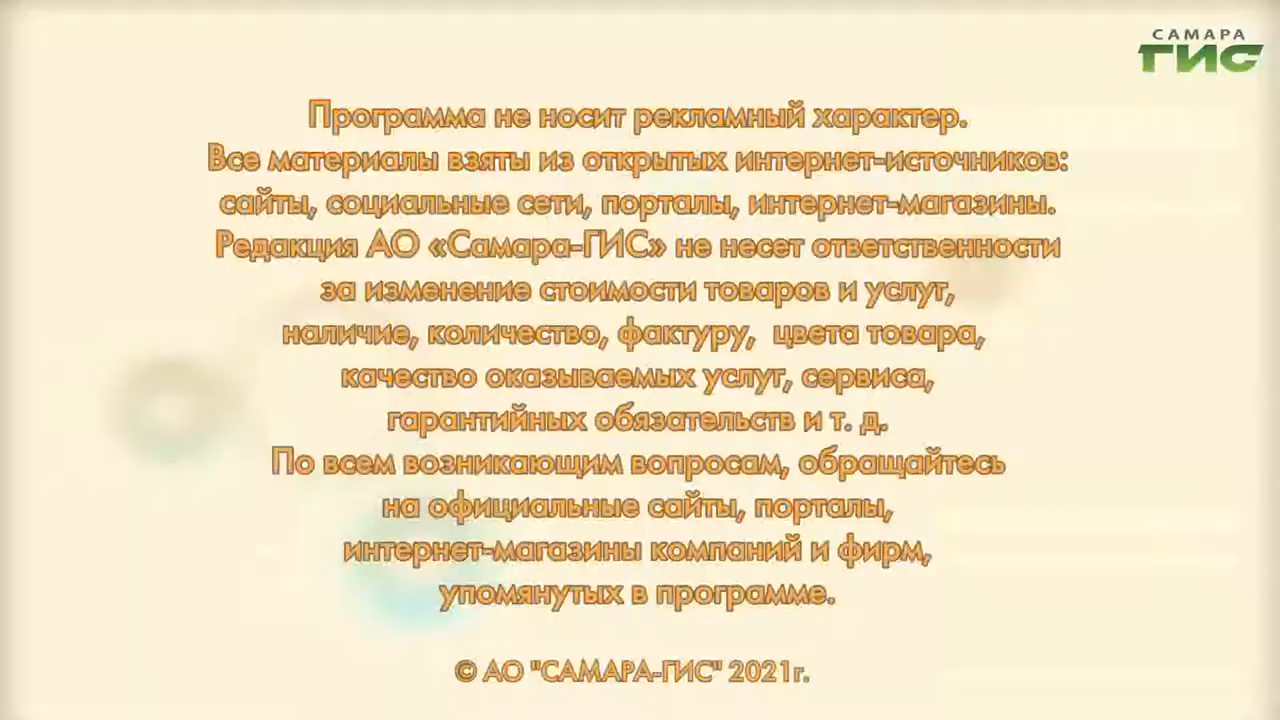 САМАРА
ГИС
Программа не носит рекламный характер.
Все материалы взяты из открытых интернет-источников:
сайты, социальные сети, порталы, интернет-магазины.
Редакция АО «Самара-ГИС» не несет ответственности
за изменение стоимости товаров и услуг,
наличие, количество, фактуру, цвета товара,
качество оказываемых услуг, сервиса,
гарантийных обязательств и т. д.
По всем возникающим вопросам, обращайтесь
на официальные сайты, порталы,
интернет-магазины компаний и фирм,
упомянутых в программе.
© АО "САМАРА-ГИС" 2021г.